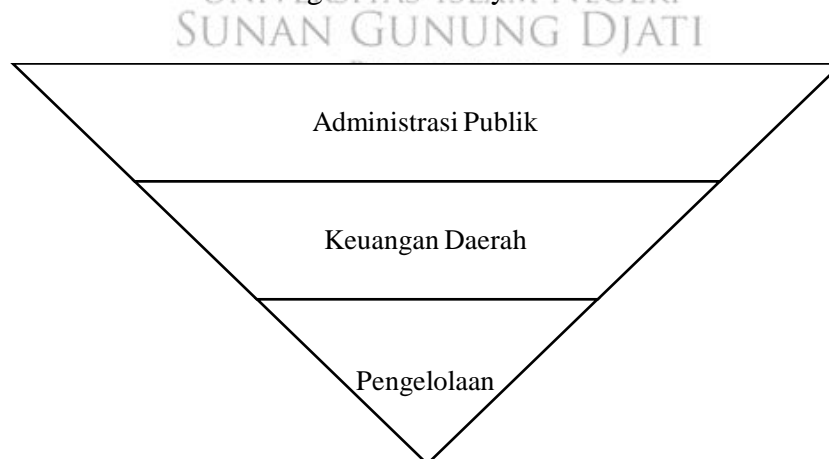 SUNAN GUNUNG DJATI
Administrasi Publik
Keuangan Daerah
Pengelolaan